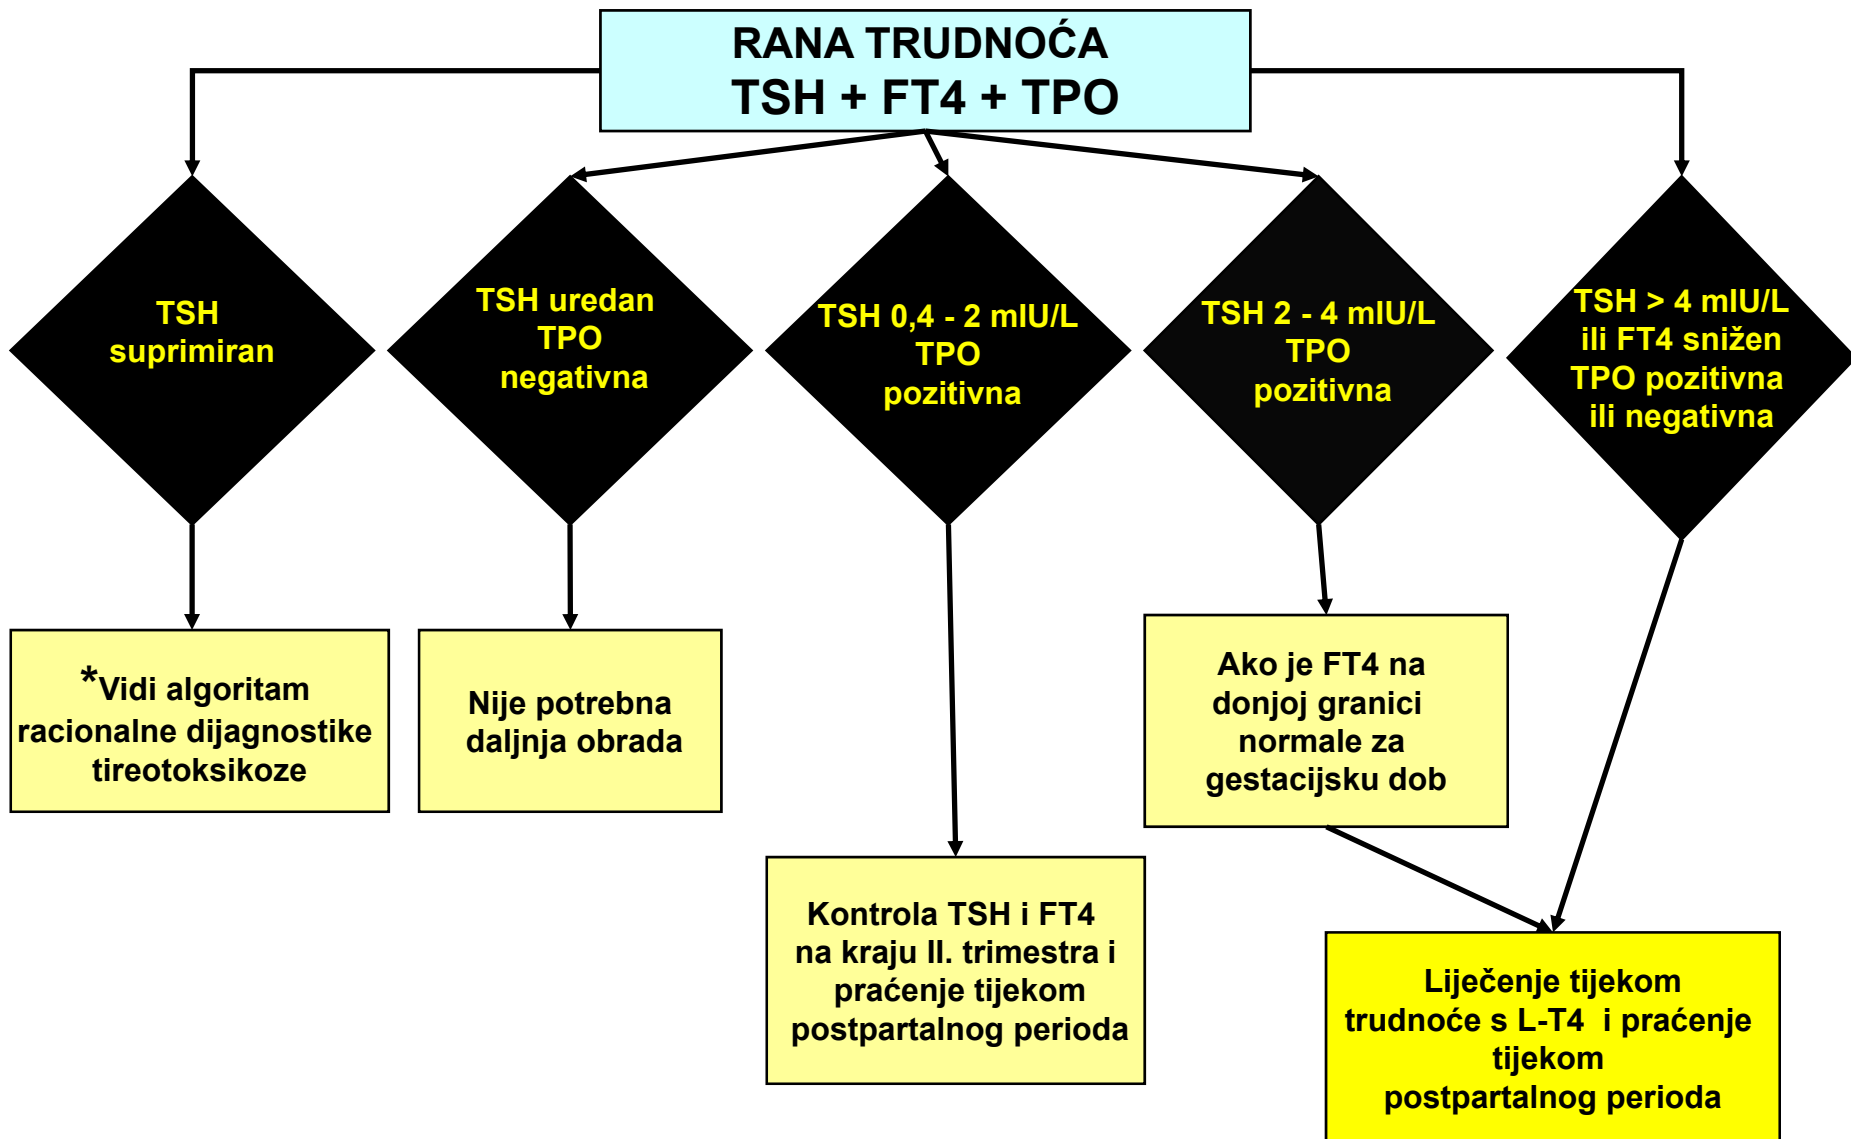 RANA TRUDNOĆA
TSH + FT4 + TPO
TSH
suprimiran
TSH uredan
TPO
negativna
TSH 0,4 - 2 mIU/L
TPO
pozitivna
TSH 2 - 4 mIU/L
TPO
pozitivna
TSH > 4 mIU/L
ili FT4 snižen
TPO pozitivna
ili negativna
*Vidi algoritam
racionalne dijagnostike
tireotoksikoze
Nije potrebna
daljnja obrada
Kontrola TSH i FT4
na kraju II. trimestra i
praćenje tijekom
postpartalnog perioda
Ako je FT4 na
donjoj granici
normale za
gestacijsku dob
Liječenje tijekom
trudnoće s L-T4 i praćenje
tijekom
postpartalnog perioda